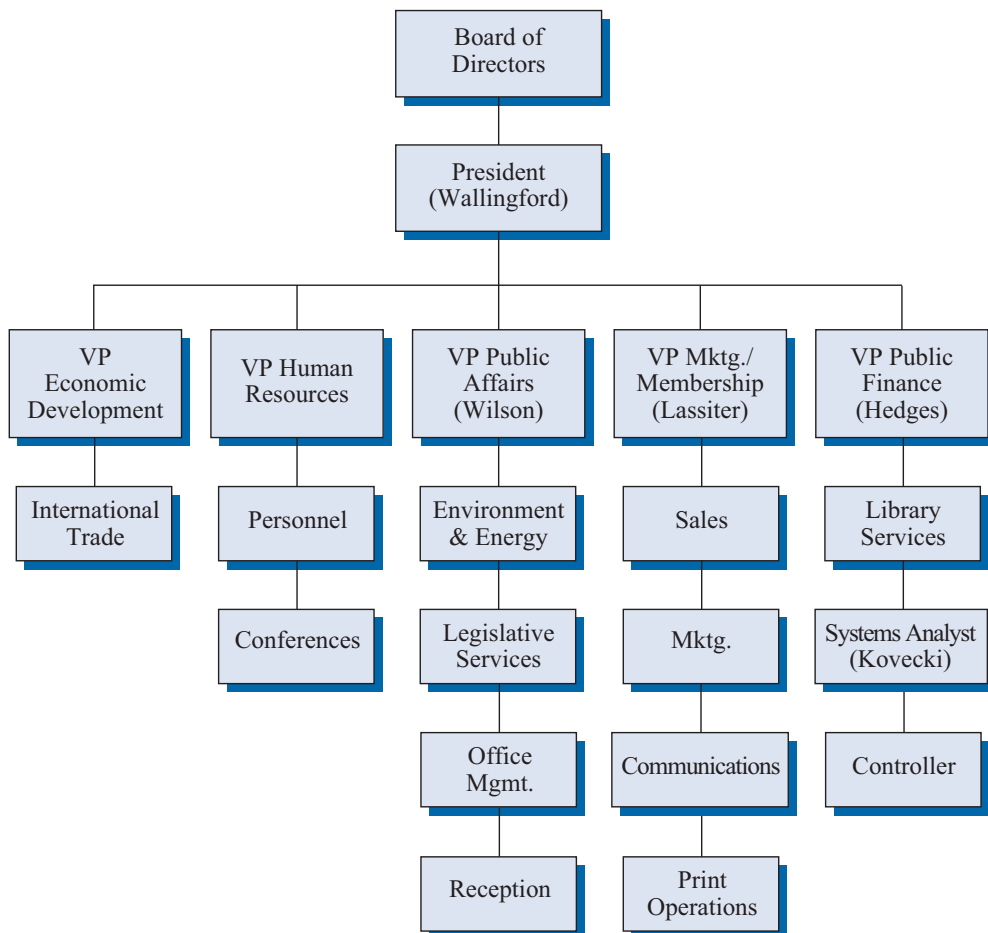 Board of
Directors
President
(Wallingford)
VP
Economic
Development
VP Human
Resources
VP Public
Affairs
(Wilson)
VP Mktg./
Membership
(Lassiter)
VP Public
Finance
(Hedges)
International
Trade
Personnel
Environment
& Energy
Sales
Library
Services
Conferences
Legislative
Services
Mktg.
Systems Analyst
(Kovecki)
Office
Mgmt.
Communications
Controller
Reception
Print
Operations